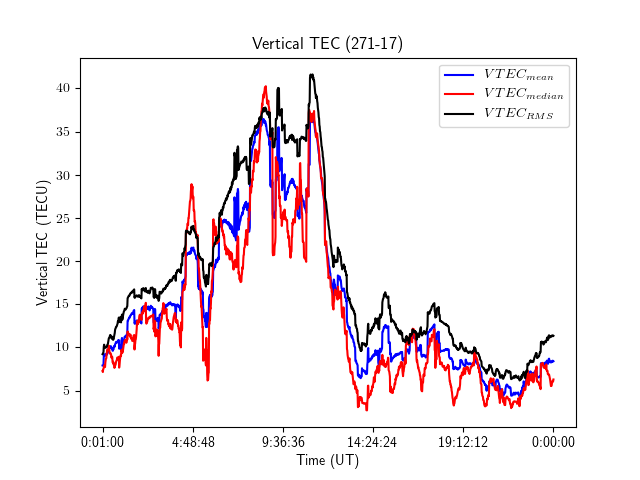 Vertical TEC (271-17)
VTEC_mean
VTEC_median
VTEC_RMS
Vertical TEC (TECU)
40
35
30
25
20
15
10
5
0:01:00 4:48:48 9:36:36 14:24:24 19:12:12 0:00:00
Time (UT)